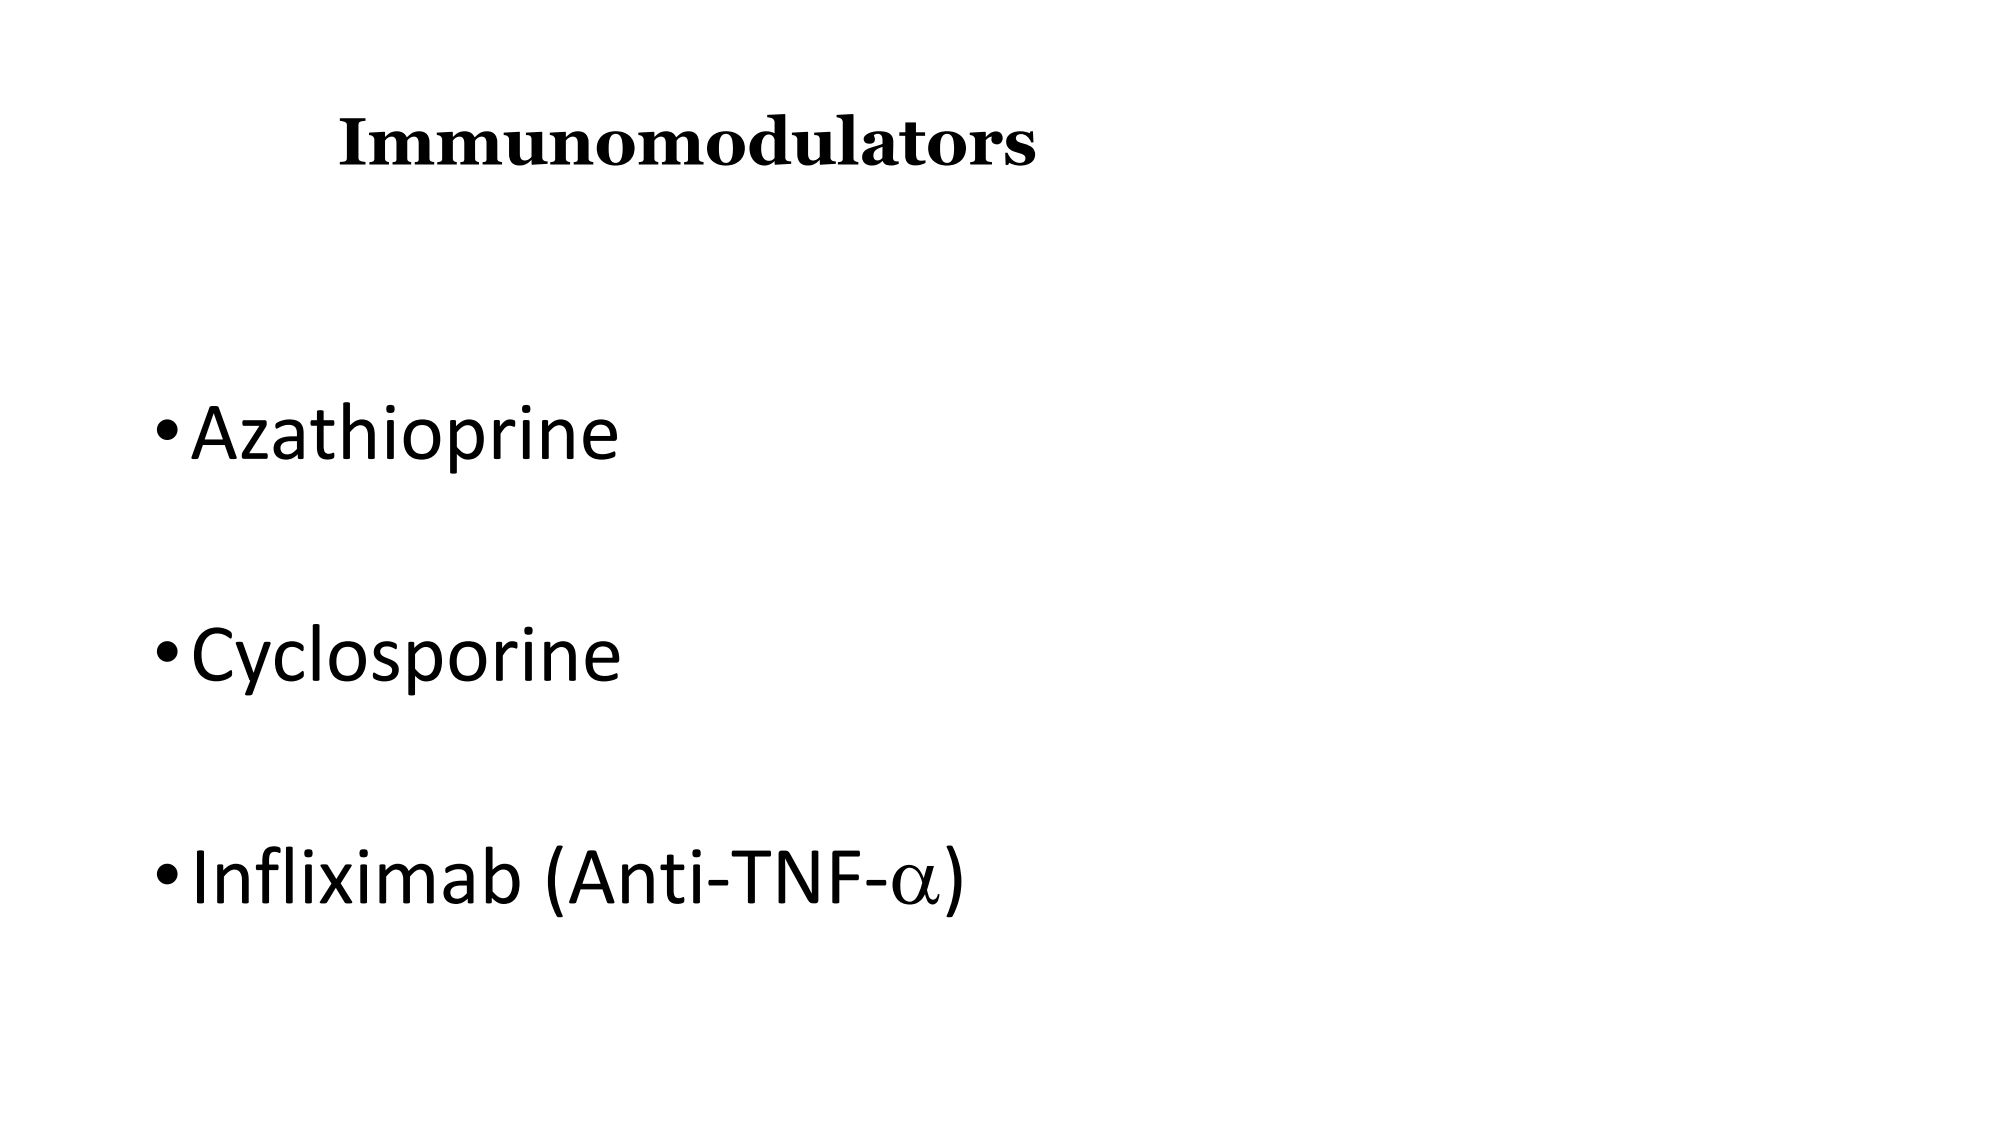 Immunomodulators
• Azathioprine
• Cyclosporine
• Infliximab (Anti-TNF-α)